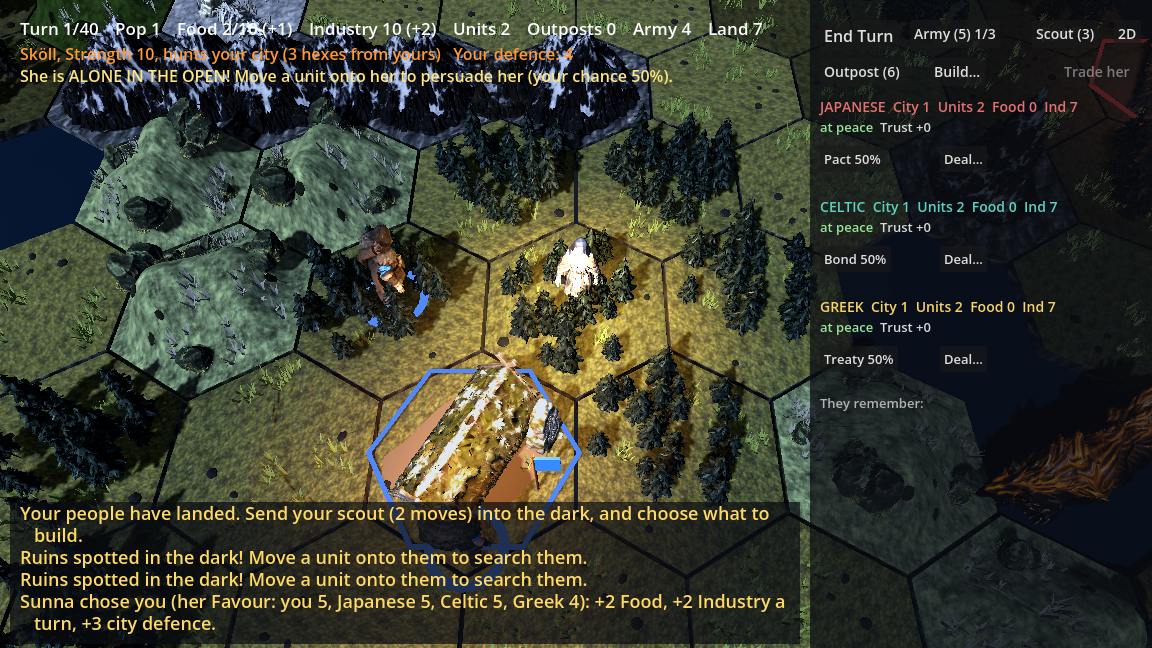 Turn 1/40 Pop 1 Food 2/10 (+1) Industry 10 (+2) Units 2 Outposts 0 Army 4 Land 7
Sköll, Strength 10, hunts your city (3 hexes from yours) Your defence: 4
She is ALONE IN THE OPEN! Move a unit onto her to persuade her (your chance 50%).
End Turn Army (5) 1/3 Scout (3) 2D
Outpost (6) Build... Trade her
JAPANESE City 1 Units 2 Food 0 Ind 7
at peace Trust +0
Pact 50% Deal...
CELTIC City 1 Units 2 Food 0 Ind 7
at peace Trust +0
Bond 50% Deal...
GREEK City 1 Units 2 Food 0 Ind 7
at peace Trust +0
Treaty 50% Deal...
They remember:
Your people have landed. Send your scout (2 moves) into the dark, and choose what to
build.
Ruins spotted in the dark! Move a unit onto them to search them.
Ruins spotted in the dark! Move a unit onto them to search them.
Sunna chose you (her Favour: you 5, Japanese 5, Celtic 5, Greek 4): +2 Food, +2 Industry a
turn, +3 city defence.